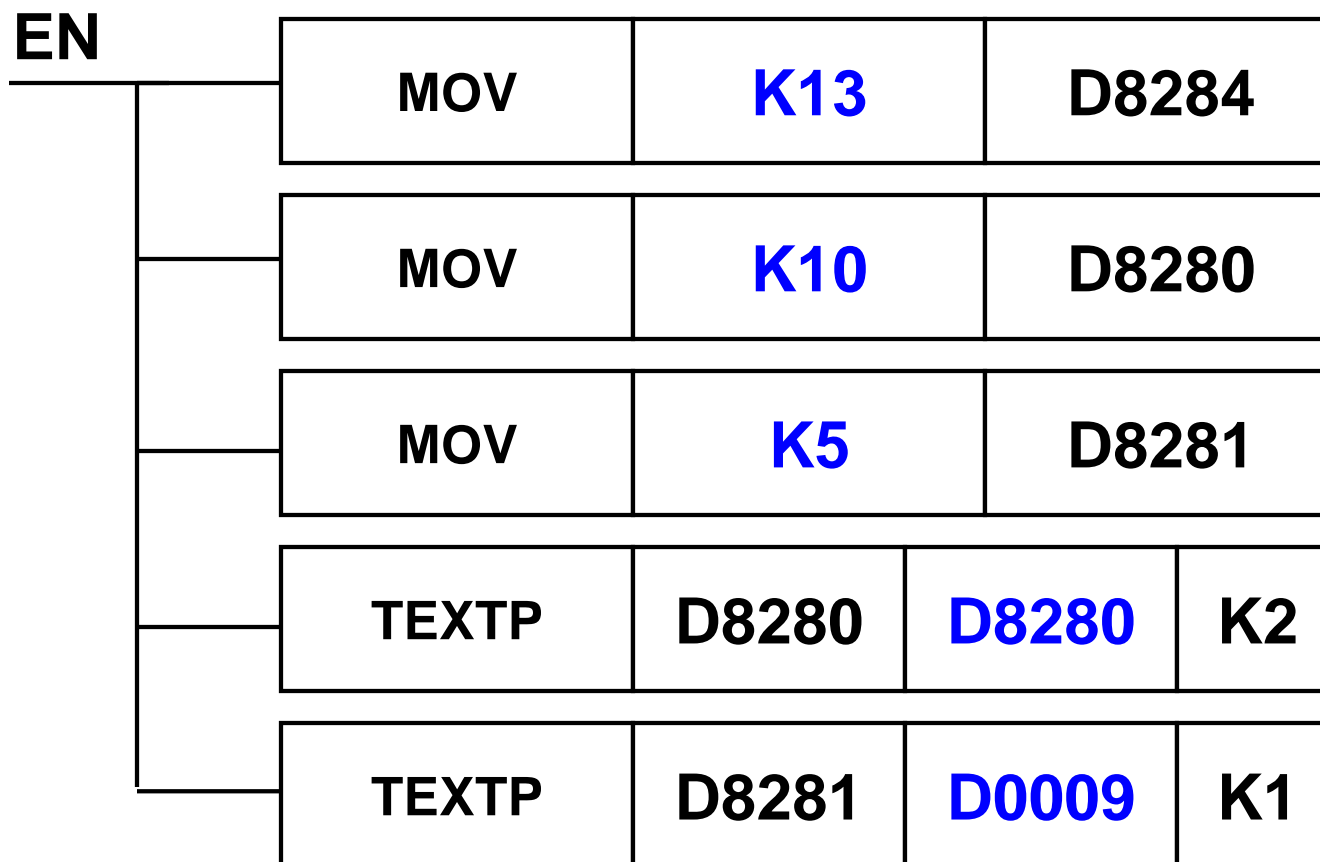 EN
MOV K13 D8284
MOV K10 D8280
MOV K5 D8281
TEXTP D8280 D8280 K2
TEXTP D8281 D0009 K1